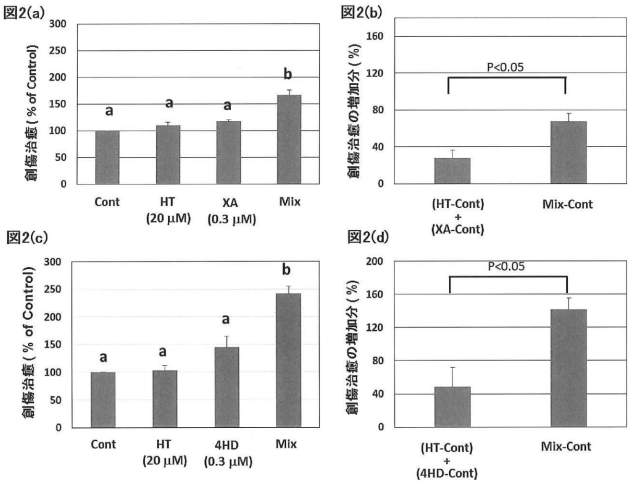 図2(a)
創傷治癒( % of Control)
300
250
200
150
100
50
0
a
a
a
b
Cont
HT
(20 μM)
XA
(0.3 μM)
Mix
図2(b)
創傷治癒の増加分(%)
160
120
80
40
0
P<0.05
(HT-Cont)
+
(XA-Cont)
Mix-Cont
図2(c)
創傷治癒( % of Control)
300
250
200
150
100
50
0
a
a
a
b
Cont
HT
(20 μM)
4HD
(0.3 μM)
Mix
図2(d)
創傷治癒の増加分(%)
200
160
120
80
40
0
P<0.05
(HT-Cont)
+
(4HD-Cont)
Mix-Cont